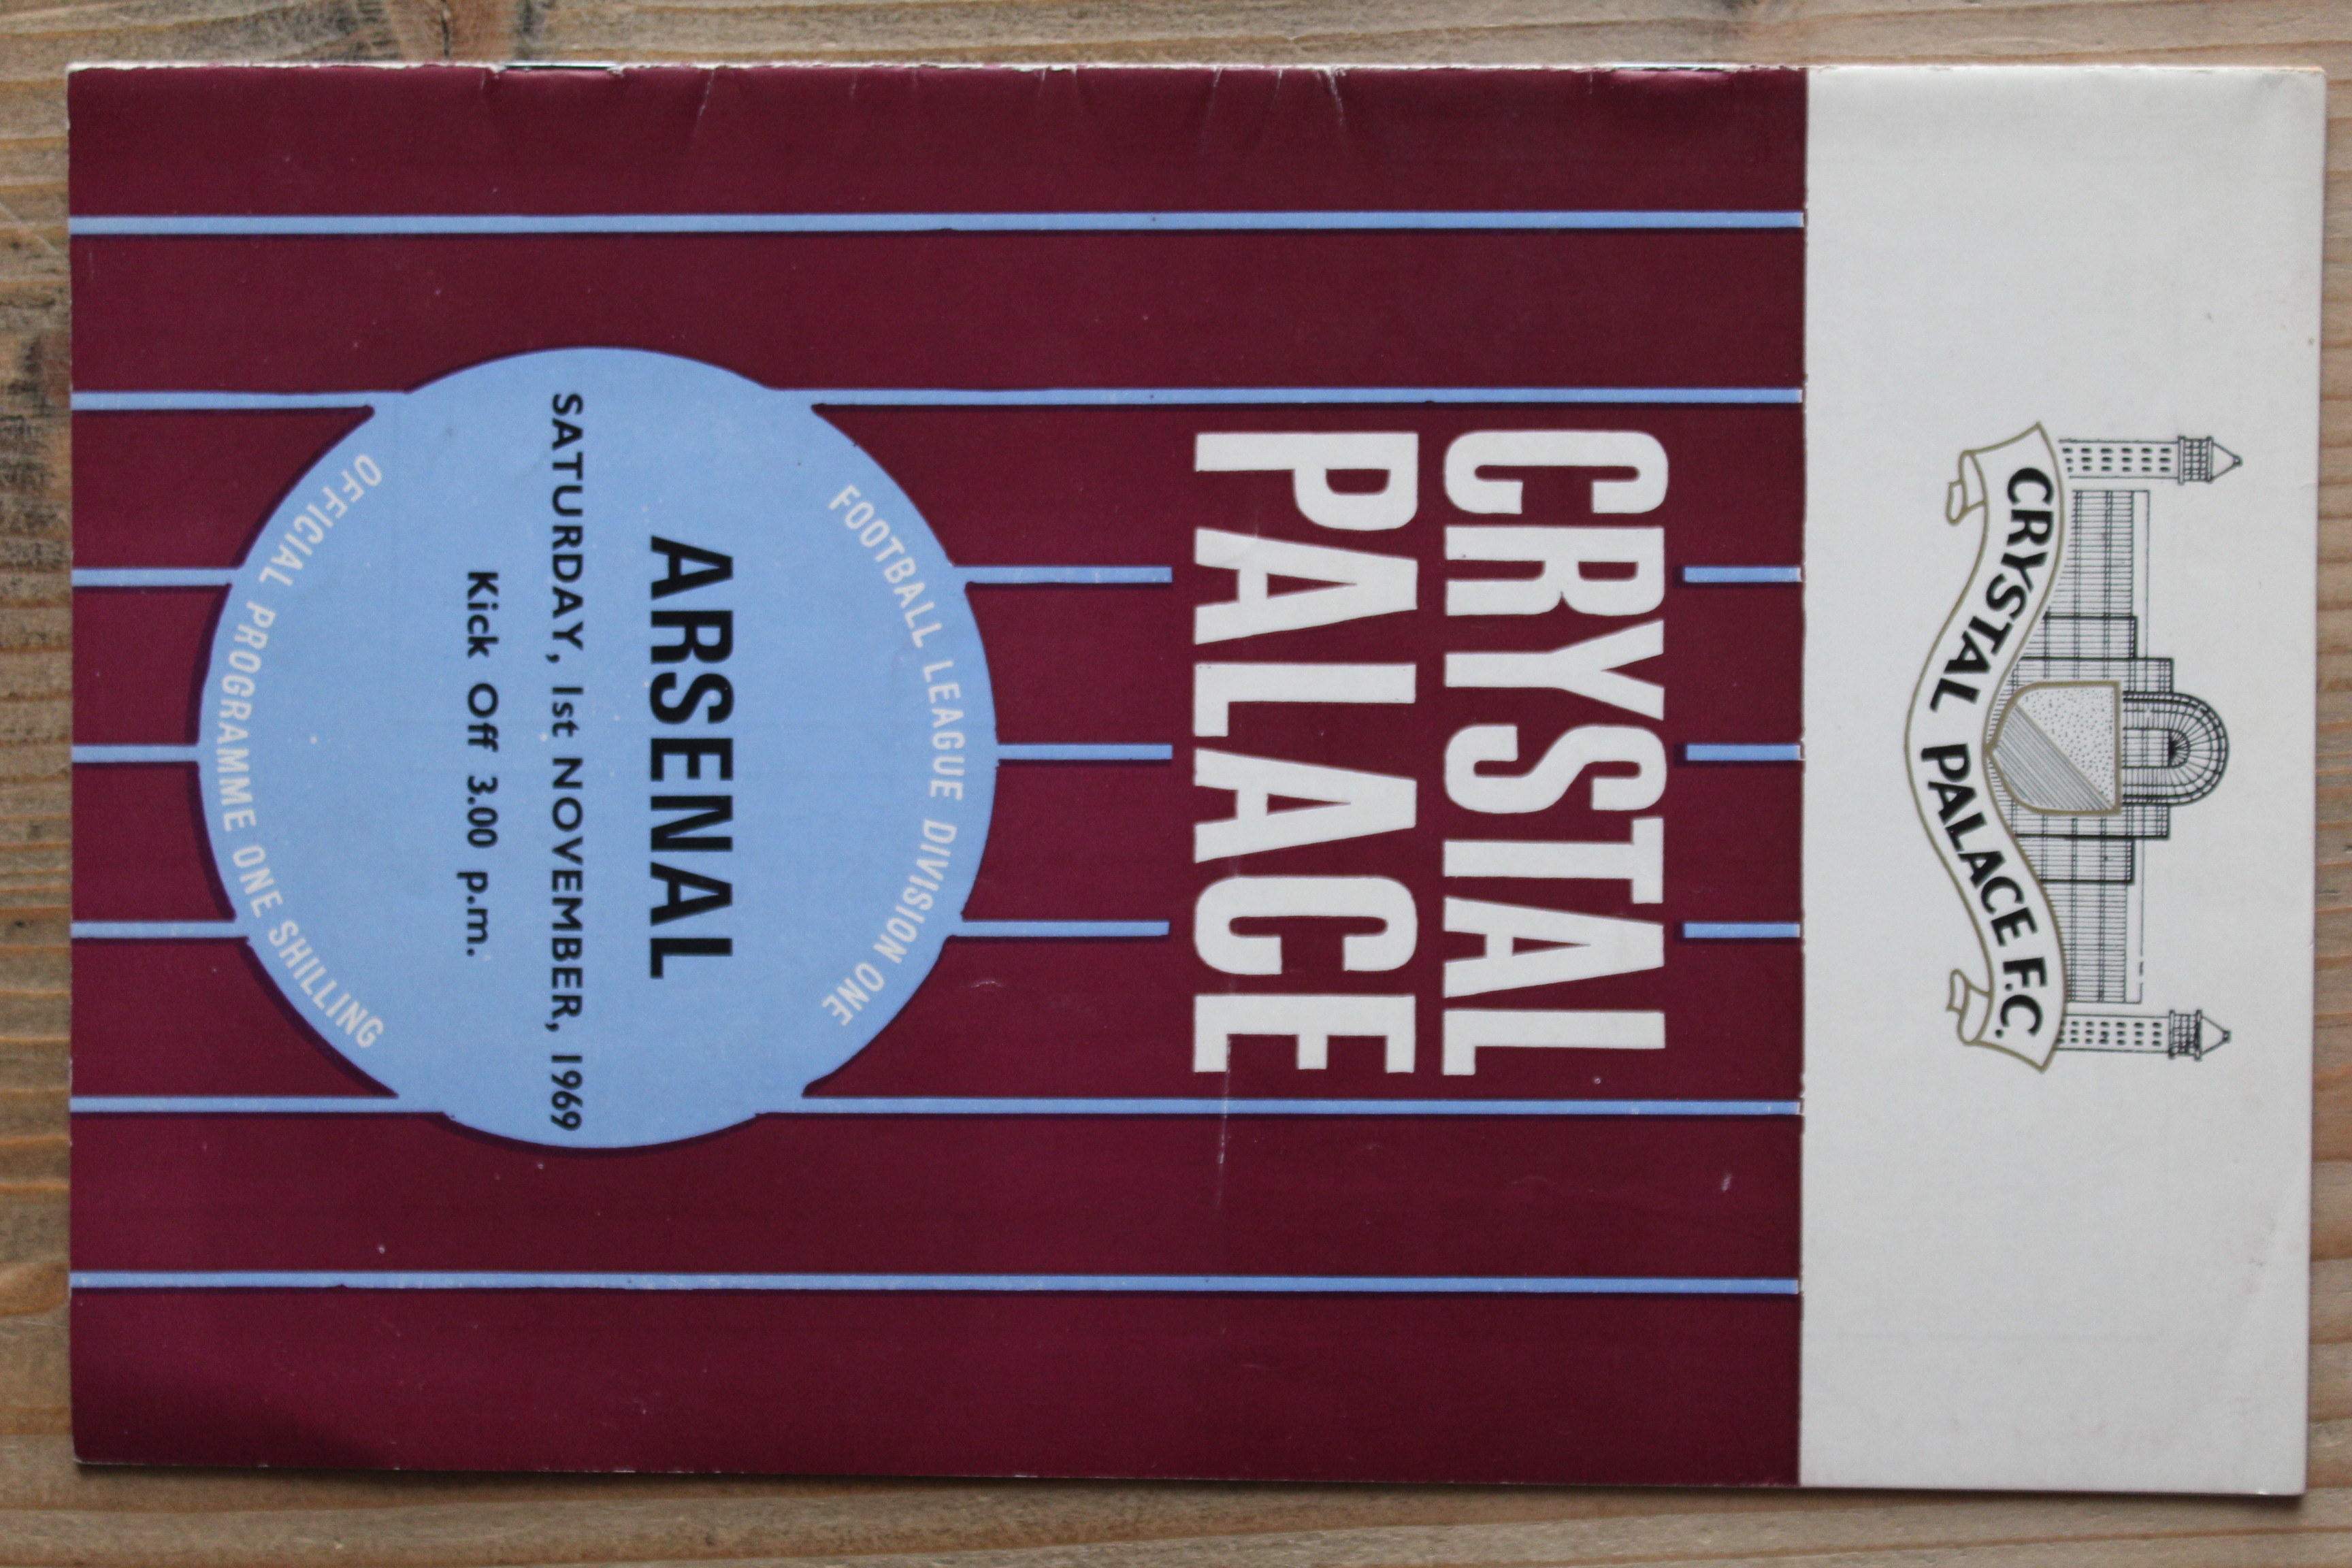 CRYSTAL PALACE F.C.
CRYSTAL
PALACE
FOOTBALL LEAGUE DIVISION ONE
ARSENAL
SATURDAY, 1st NOVEMBER, 1969
Kick Off 3.00 p.m.
OFFICIAL PROGRAMME ONE SHILLING